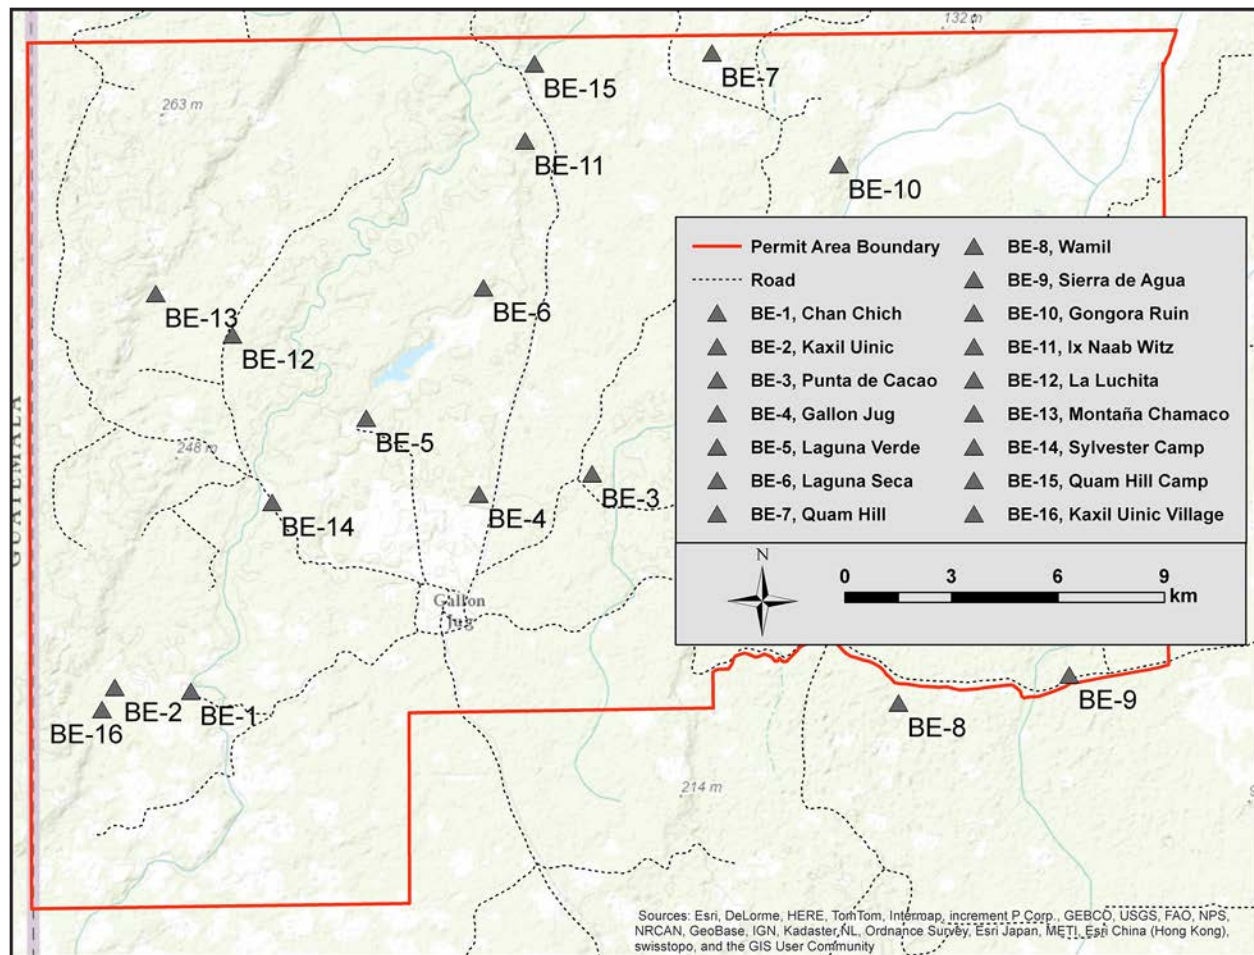 132 m
BE-7
BE-15
263 m
BE-11
BE-10
BE-13
BE-6
BE-12
GUATEMALA
248 m
BE-5
BE-3
BE-4
BE-14
Gallon
Jug
BE-2
BE-1
BE-16
BE-8
BE-9
214 m
Permit Area Boundary
Road
BE-1, Chan Chich
BE-2, Kaxil Uinic
BE-3, Punta de Cacao
BE-4, Gallon Jug
BE-5, Laguna Verde
BE-6, Laguna Seca
BE-7, Quam Hill
BE-8, Wamil
BE-9, Sierra de Agua
BE-10, Gongora Ruin
BE-11, Ix Naab Witz
BE-12, La Luchita
BE-13, Montaña Chamaco
BE-14, Sylvester Camp
BE-15, Quam Hill Camp
BE-16, Kaxil Uinic Village
N
0 3 6 9
km
Sources: Esri, DeLorme, HERE, TomTom, Intermap, increment P Corp., GEBCO, USGS, FAO, NPS,
NRCAN, GeoBase, IGN, Kadaster NL, Ordnance Survey, Esri Japan, METI, Esri China (Hong Kong),
swisstopo, and the GIS User Community